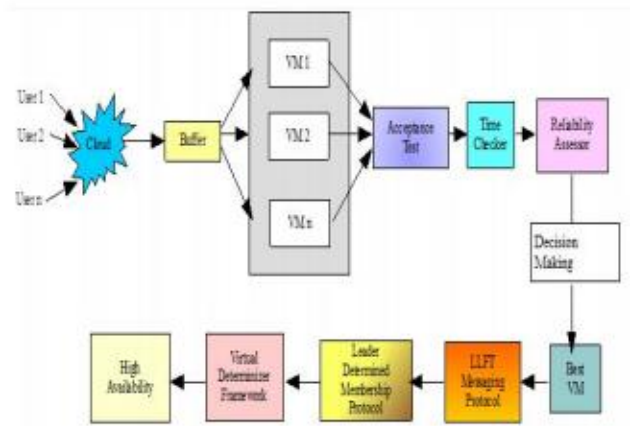 User 1
User 2
User n
Cloud
Buffer
VM 1
VM 2
VM n
Acceptance
Test
Time
Checker
Reliability
Assessor
Decision
Making
Best
VM
LLFT
Messaging
Protocol
Leader
Determined
Membership
Protocol
Virtual
Determinizer
Framework
High
Availability